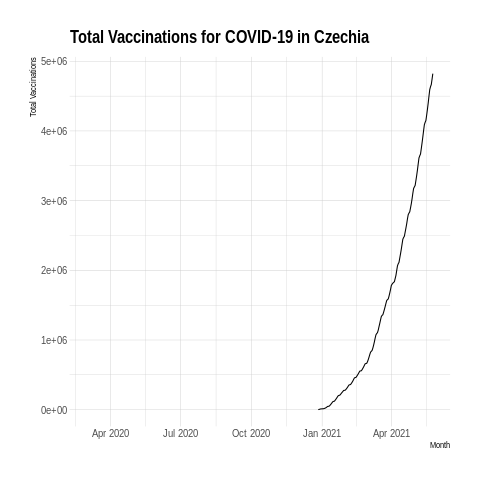 Total Vaccinations for COVID-19 in Czechia
Total Vaccinations
5e+06
4e+06
3e+06
2e+06
1e+06
0e+00
Apr 2020 Jul 2020 Oct 2020 Jan 2021 Apr 2021
Month